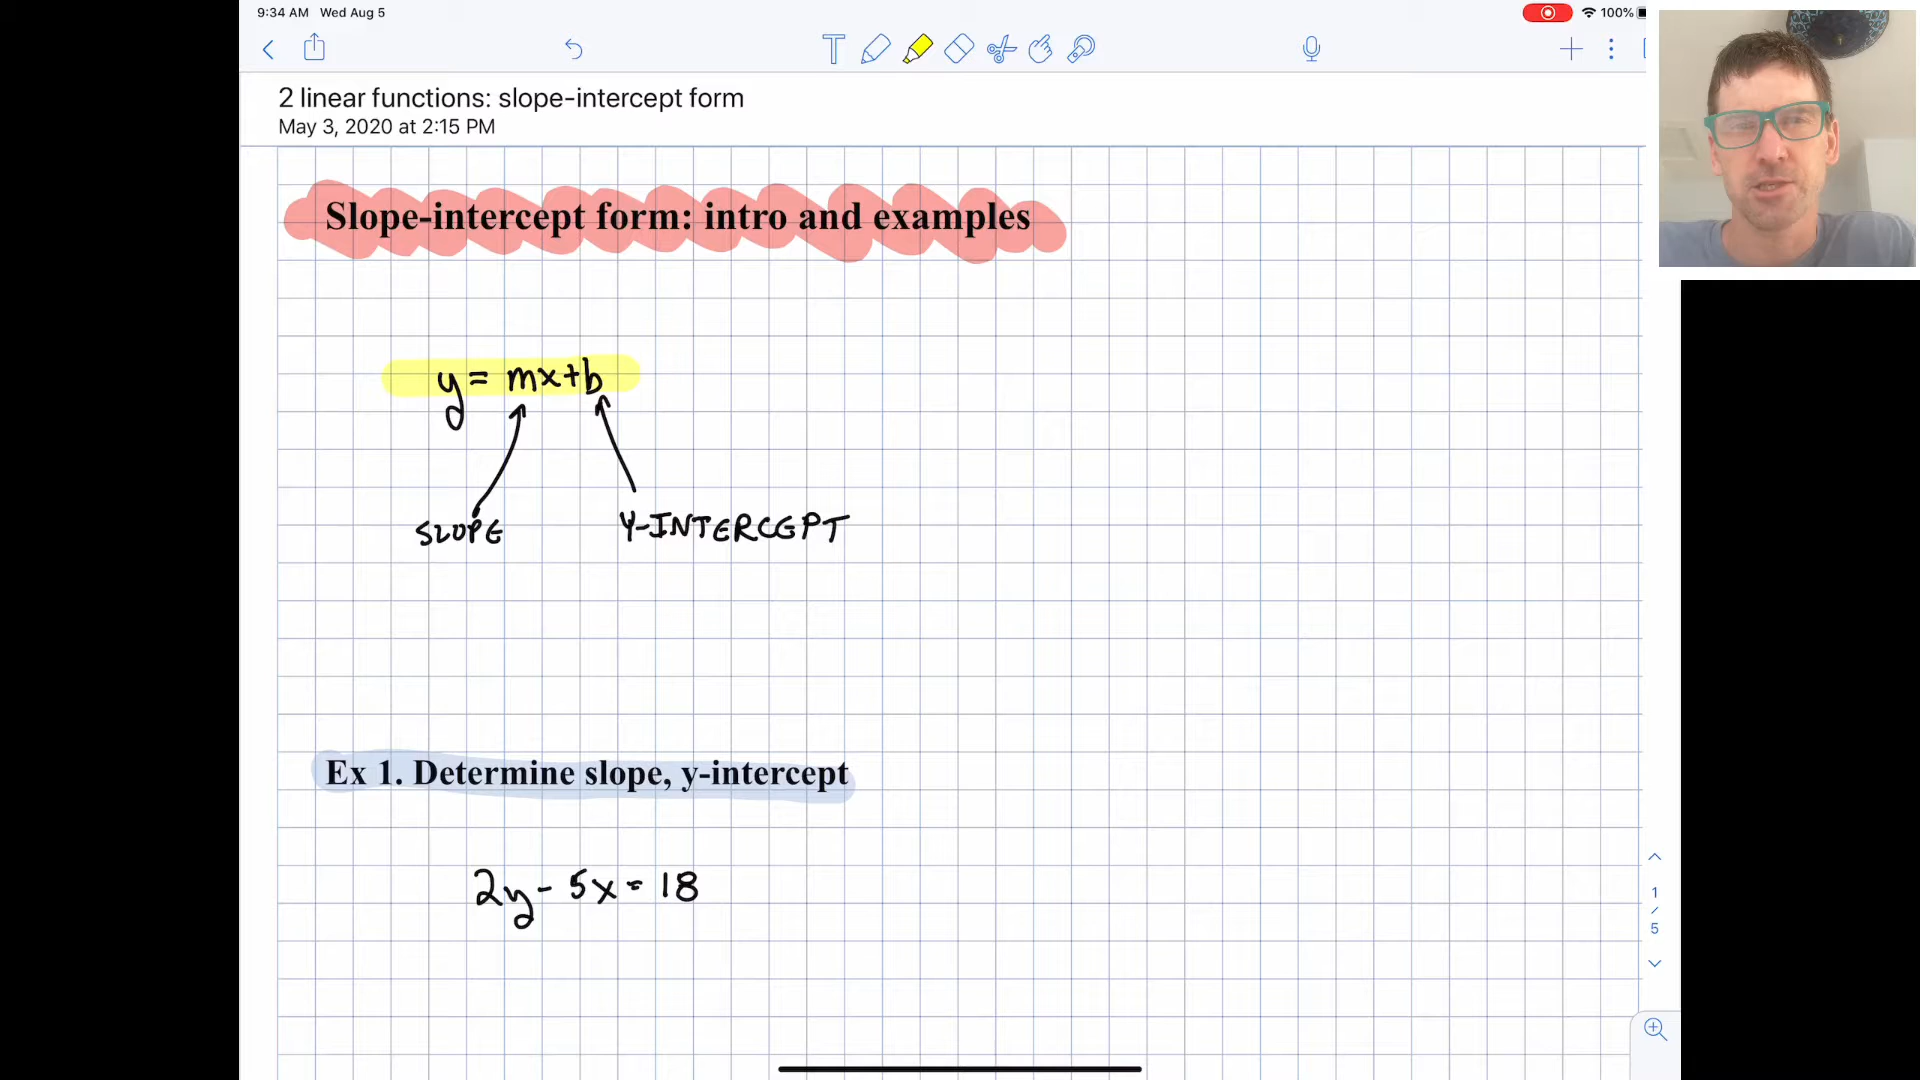 9:34 AM Wed Aug 5
100%
2 linear functions: slope-intercept form
May 3, 2020 at 2:15 PM
Slope-intercept form: intro and examples
y = mx+b
SLOPE
Y-INTERCEPT
Ex 1. Determine slope, y-intercept
2y - 5x = 18
1
/
5